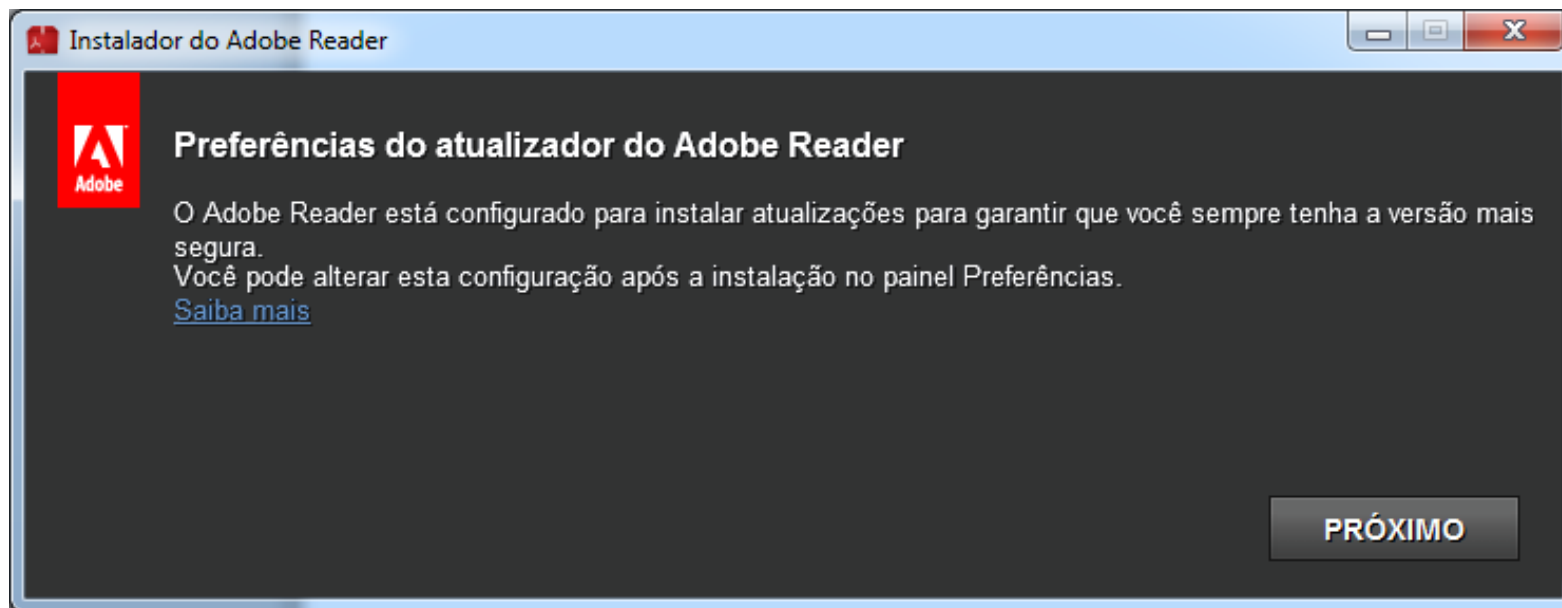 Instalador do Adobe Reader
Adobe
Preferências do atualizador do Adobe Reader
O Adobe Reader está configurado para instalar atualizações para garantir que você sempre tenha a versão mais
segura.
Você pode alterar esta configuração após a instalação no painel Preferências.
Saiba mais
PRÓXIMO